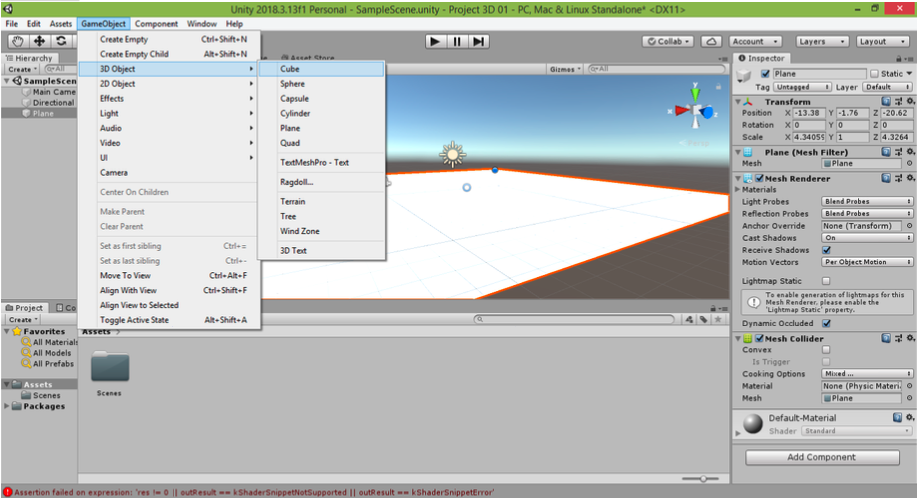 Unity 2018.3.13f1 Personal - SampleScene.unity - Project 3D 01 - PC, Mac & Linux Standalone* <DX11>
File Edit Assets GameObject Component Window Help
Collab Account Layers Layout
Hierarchy
Create All
SampleScen
Main Came
Directional
Plane
Create Empty Ctrl+Shift+N
Create Empty Child Alt+Shift+N
3D Object
2D Object
Effects
Light
Audio
Video
UI
Camera
Center On Children
Make Parent
Clear Parent
Set as first sibling Ctrl+=
Set as last sibling Ctrl+-
Move To View Ctrl+Alt+F
Align With View Ctrl+Shift+F
Align View to Selected
Toggle Active State Alt+Shift+A
Cube
Sphere
Capsule
Cylinder
Plane
Quad
TextMeshPro - Text
Ragdoll...
Terrain
Tree
Wind Zone
3D Text
Asset Store
Gizmos All
y
x
z
Persp
Inspector
Plane Static
Tag Untagged Layer Default
Transform
Position X -13.38 Y -1.76 Z -20.62
Rotation X 0 Y 0 Z 0
Scale X 4.34059 Y 1 Z 4.3264
Plane (Mesh Filter)
Mesh Plane
Mesh Renderer
Materials
Light Probes Blend Probes
Reflection Probes Blend Probes
Anchor Override None (Transform)
Cast Shadows On
Receive Shadows
Motion Vectors Per Object Motion
Lightmap Static
To enable generation of lightmaps for this
Mesh Renderer, please enable the
'Lightmap Static' property.
Dynamic Occluded
Mesh Collider
Convex
Is Trigger
Cooking Options Mixed ...
Material None (Physic Materi
Mesh Plane
Default-Material
Shader Standard
Add Component
Project Co
Create
Favorites
All Materials
All Models
All Prefabs
Assets
Scenes
Packages
Assets
Scenes
Assertion failed on expression: 'res != 0 || outResult == kShaderSnippetNotSupported || outResult == kShaderSnippetError'